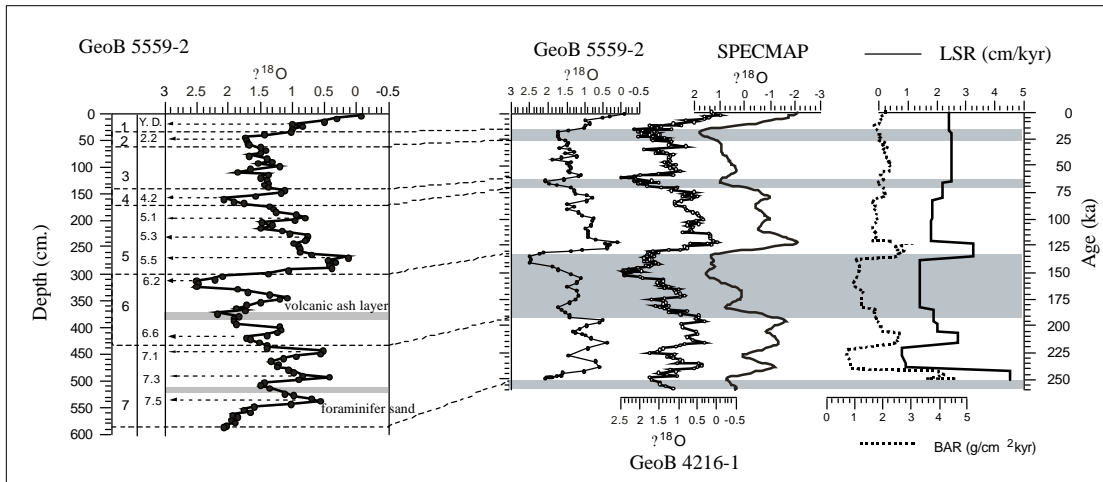 GeoB 5559-2
?18O
3 2.5 2 1.5 1 0.5 0 -0.5
Depth (cm.)
0
50
100
150
200
250
300
350
400
450
500
550
600
1
2
3
4
5
6
7
Y. D.
2.2
4.2
5.1
5.3
5.5
6.2
6.6
7.1
7.3
7.5
volcanic ash layer
foraminifer sand
GeoB 5559-2
?18O
3 2.5 2 1.5 1 0.5 0 -0.5
SPECMAP
?18O
2 1 0 -1 -2 -3
LSR (cm/kyr)
0 1 2 3 4 5
Age (ka)
0
25
50
75
100
125
150
175
200
225
250
2.5 2 1.5 1 0.5 0 -0.5
?18O
GeoB 4216-1
0 1 2 3 4 5
BAR (g/cm 2kyr)